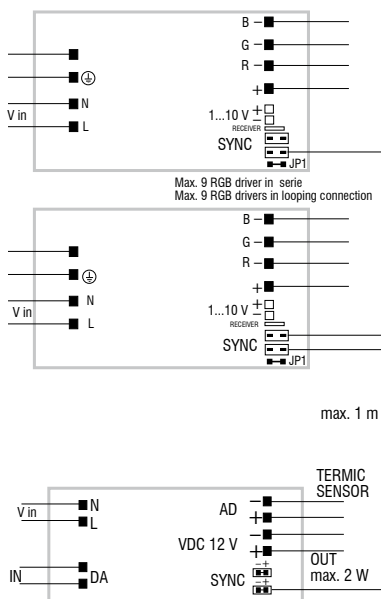 B –
G –
R –
+
N
V in
L
1...10 V + –
RECEIVER
SYNC
JP1
Max. 9 RGB driver in serie
Max. 9 RGB drivers in looping connection
B –
G –
R –
+
N
V in
L
1...10 V + –
RECEIVER
SYNC
JP1
max. 1 m
TERMIC
SENSOR
V in
N
L
AD – +
VDC 12 V – +
OUT
max. 2 W
IN
DA
SYNC
- +
- +